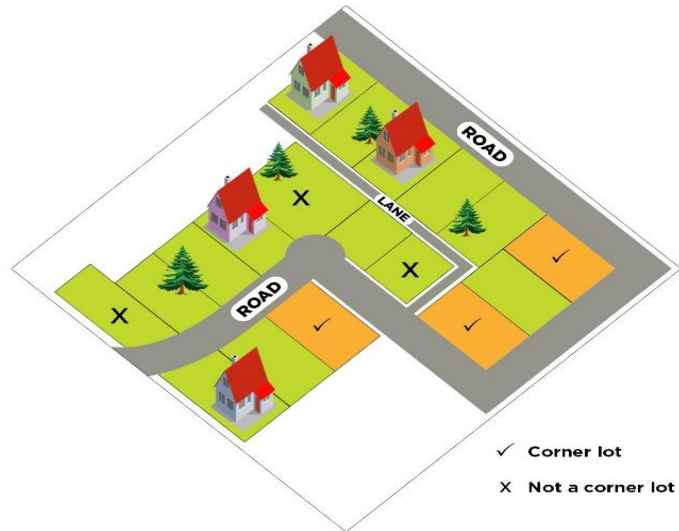 ROAD
LANE
X
✓
X
ROAD
X
✓
✓
✓ Corner lot
X Not a corner lot